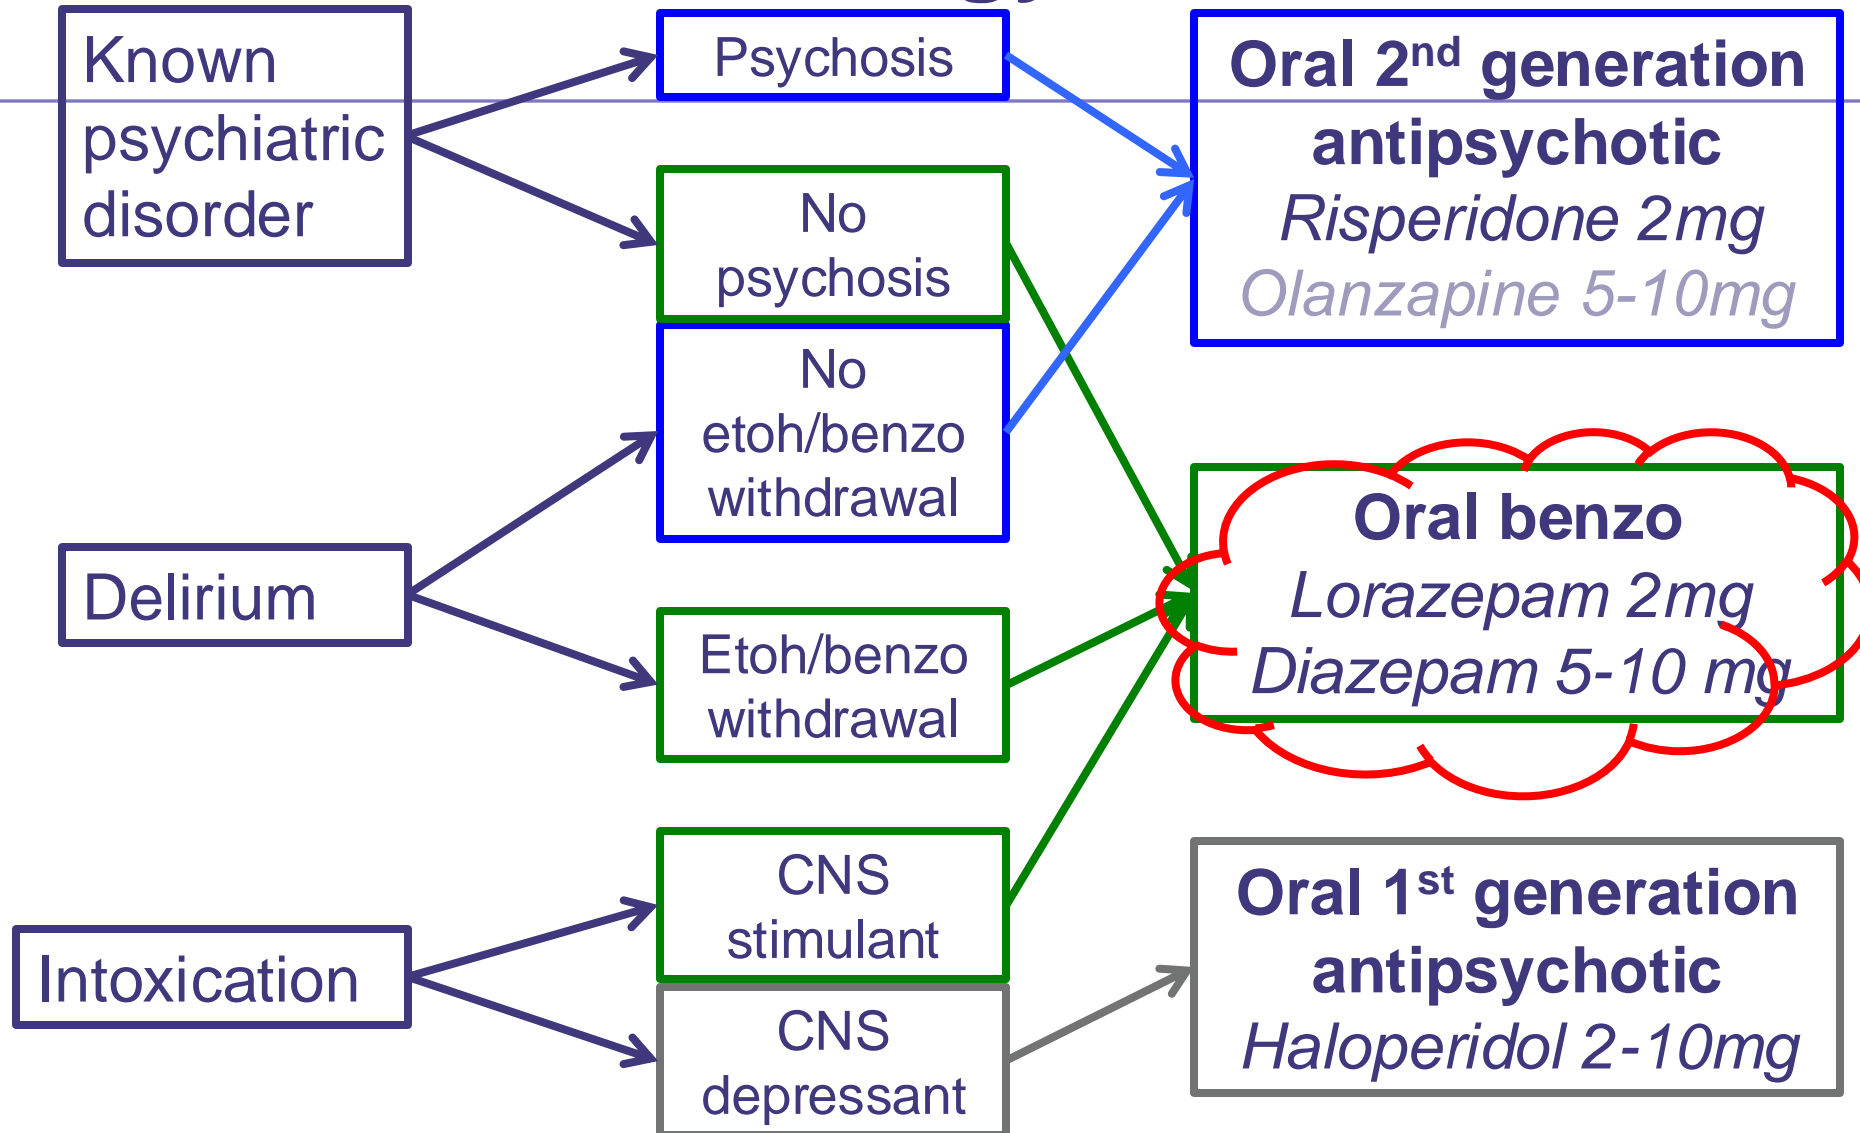 Known
psychiatric
disorder
Psychosis
No
psychosis
Oral 2nd generation
antipsychotic
Risperidone 2mg
Olanzapine 5-10mg
Delirium
No
etoh/benzo
withdrawal
Etoh/benzo
withdrawal
Oral benzo
Lorazepam 2mg
Diazepam 5-10 mg
Intoxication
CNS
stimulant
CNS
depressant
Oral 1st generation
antipsychotic
Haloperidol 2-10mg